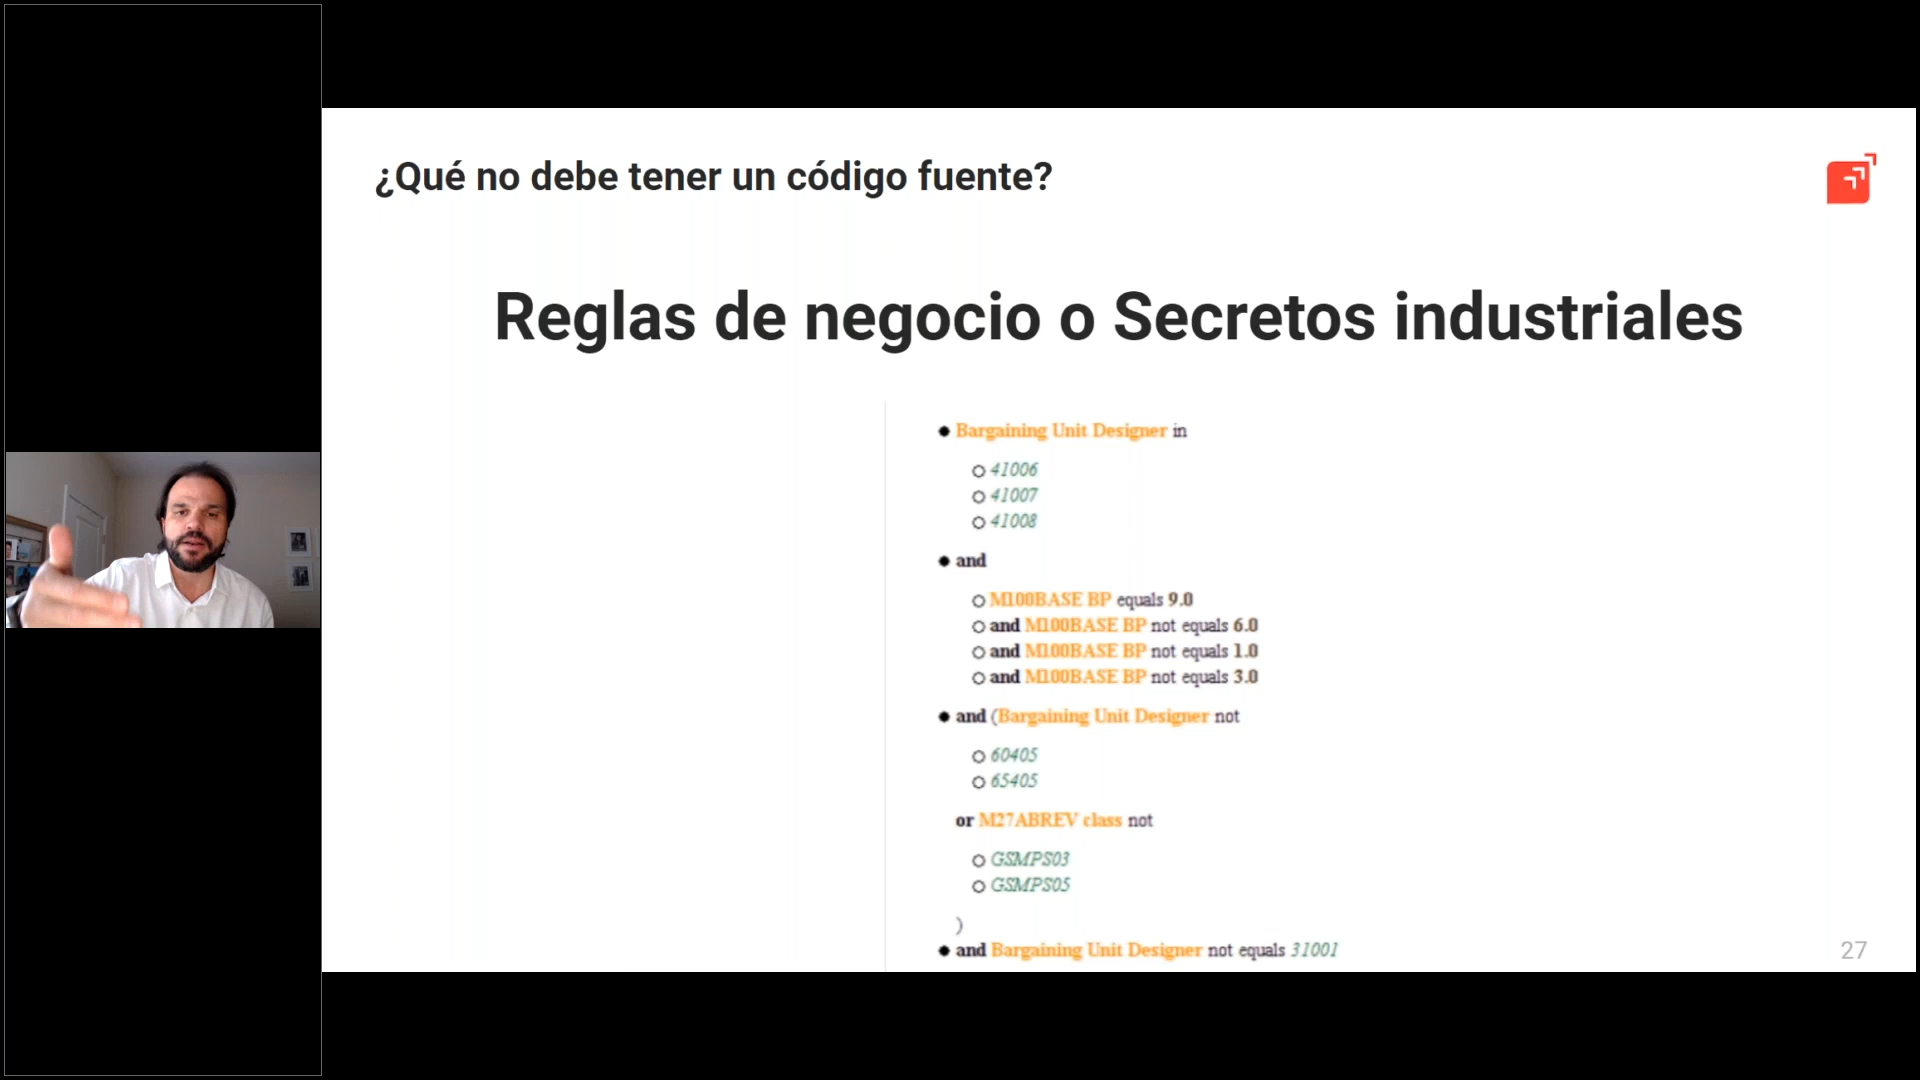 ¿Qué no debe tener un código fuente?
Reglas de negocio o Secretos industriales
Bargaining Unit Designer in
41006
41007
41008
and
M100BASE BP equals 9.0
and M100BASE BP not equals 6.0
and M100BASE BP not equals 1.0
and M100BASE BP not equals 3.0
and (Bargaining Unit Designer not
60405
65405
or M27ABREV class not
GSMPS03
GSMPS05
)
and Bargaining Unit Designer not equals 31001
27